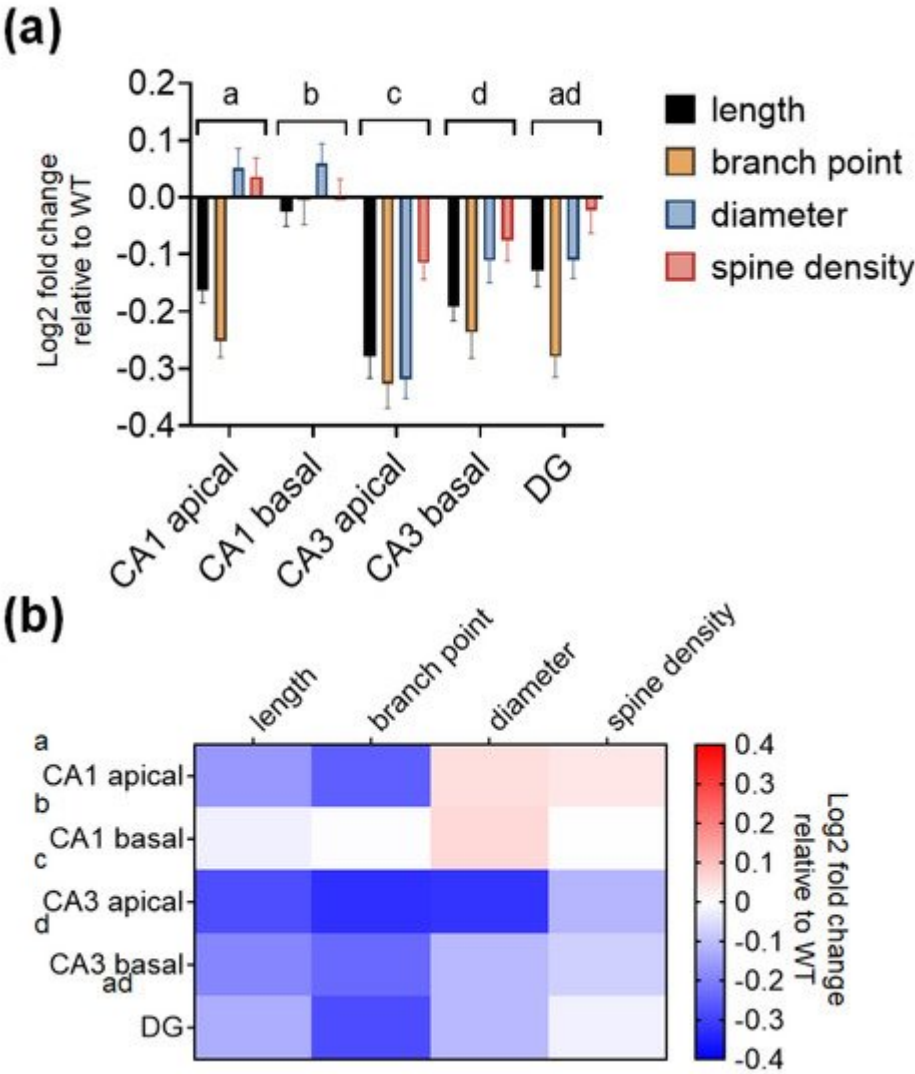 (a)
Log2 fold change
relative to WT
0.2
0.1
0.0
-0.1
-0.2
-0.3
-0.4
a
b
c
d
ad
length
branch point
diameter
spine density
CA1 apical
CA1 basal
CA3 apical
CA3 basal
DG
(b)
length
branch point
diameter
spine density
a
CA1 apical
b
CA1 basal
c
CA3 apical
d
CA3 basal
ad
DG
0.4
0.3
0.2
0.1
0
-0.1
-0.2
-0.3
-0.4
Log2 fold change
relative to WT